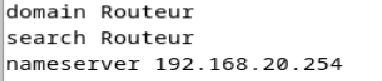 domain Routeur
search Routeur
nameserver 192.168.20.254